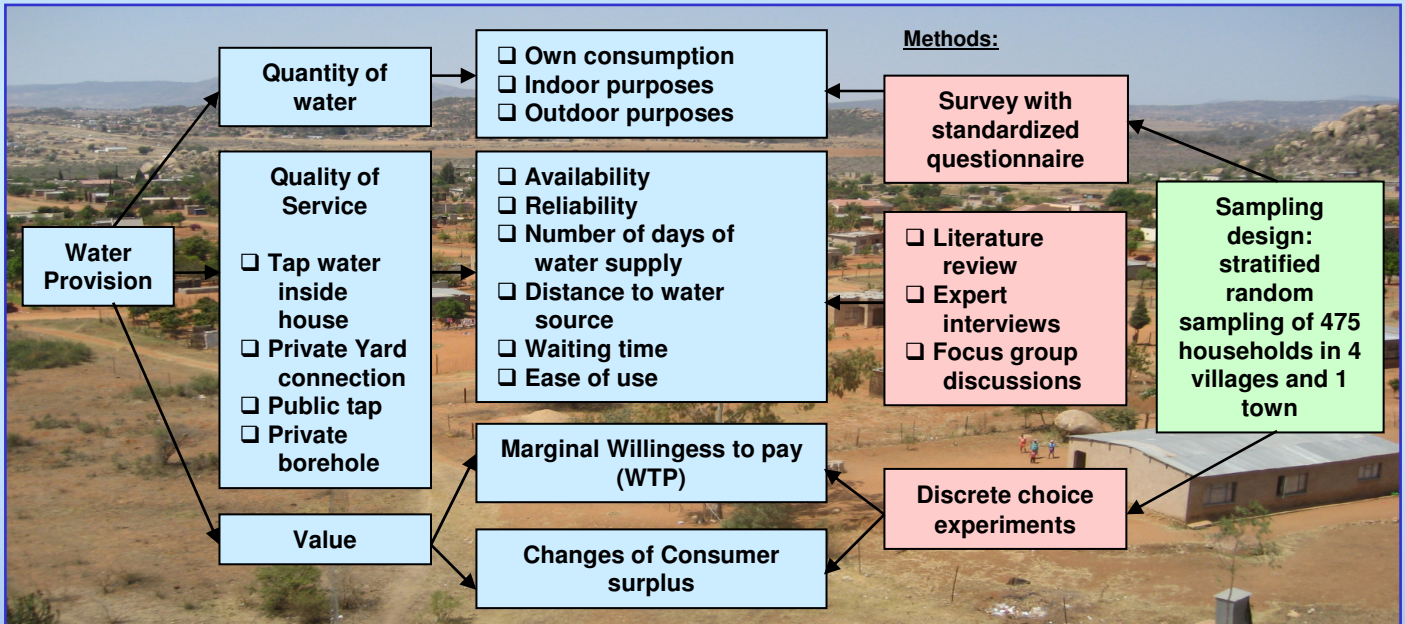 Methods:
Water
Provision
Quantity of
water
❑ Own consumption
❑ Indoor purposes
❑ Outdoor purposes
Survey with
standardized
questionnaire
Quality of
Service
❑ Tap water
inside
house
❑ Private Yard
connection
❑ Public tap
❑ Private
borehole
❑ Availability
❑ Reliability
❑ Number of days of
water supply
❑ Distance to water
source
❑ Waiting time
❑ Ease of use
❑ Literature
review
❑ Expert
interviews
❑ Focus group
discussions
Sampling
design:
stratified
random
sampling of 475
households in 4
villages and 1
town
Value
Marginal Willingess to pay
(WTP)
Changes of Consumer
surplus
Discrete choice
experiments